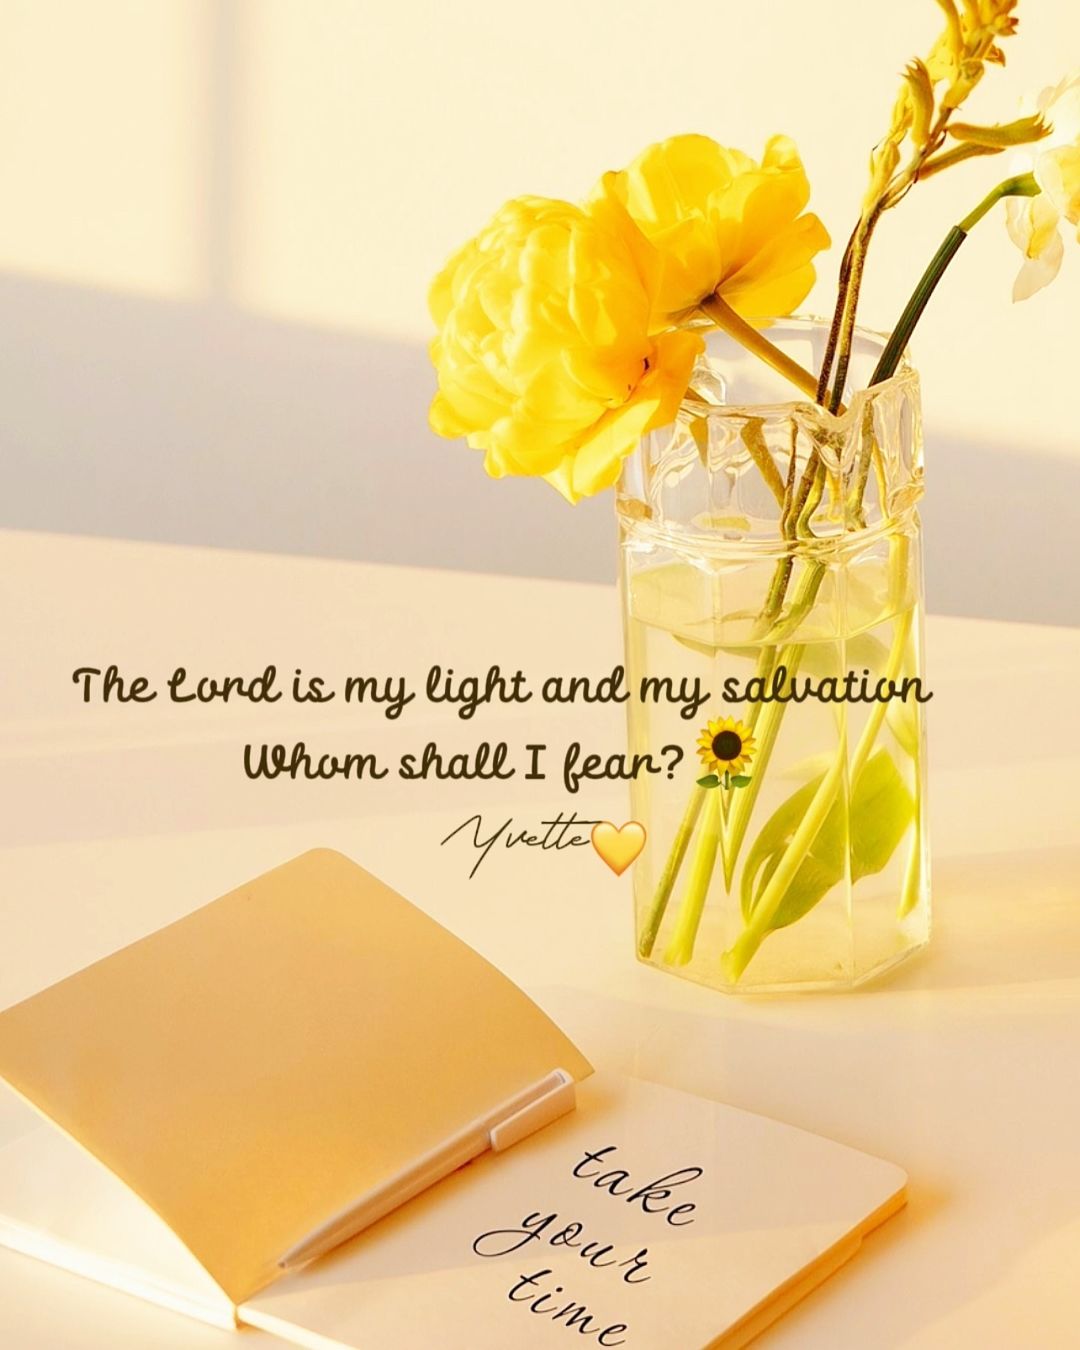 The Lord is my light and my salvation
Whom shall I fear? 🌻
Yvette💛
take
your
time